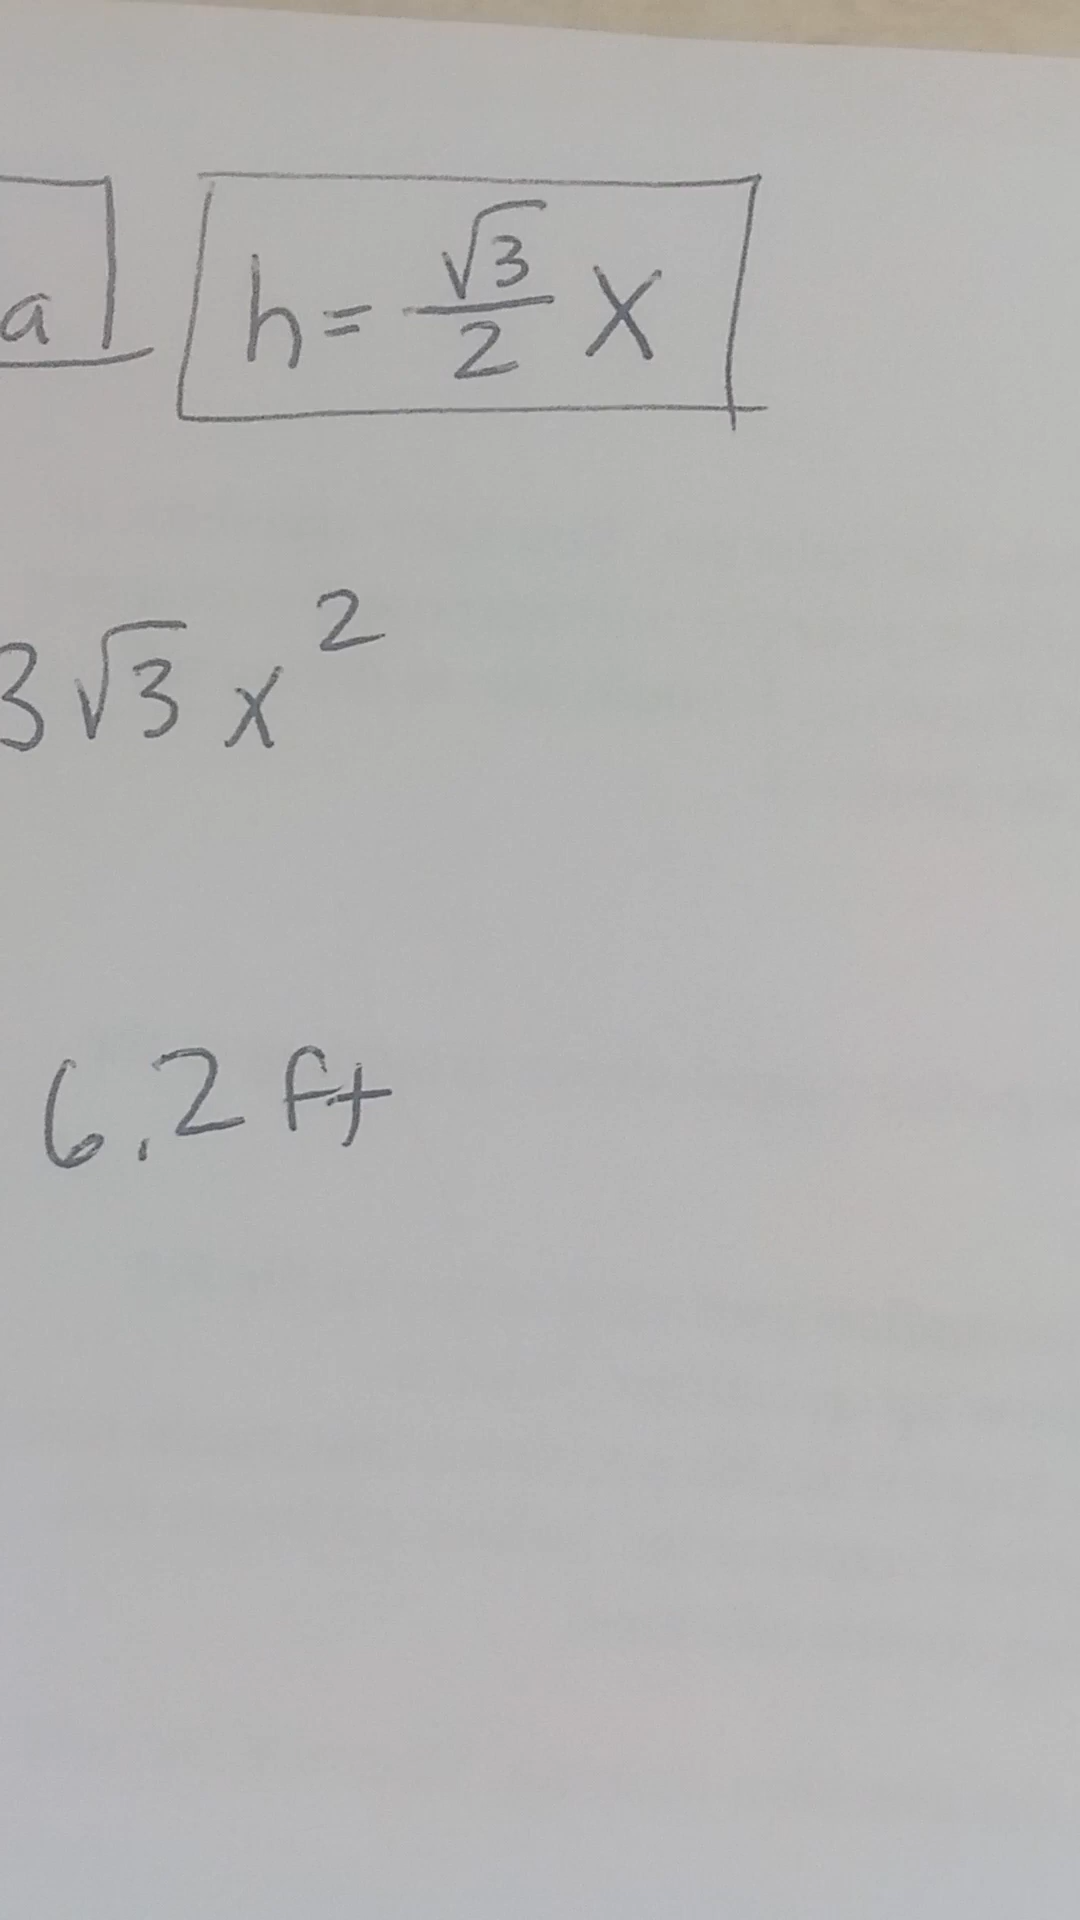 a h = √3/2 x
3√3 x²
6.2 ft